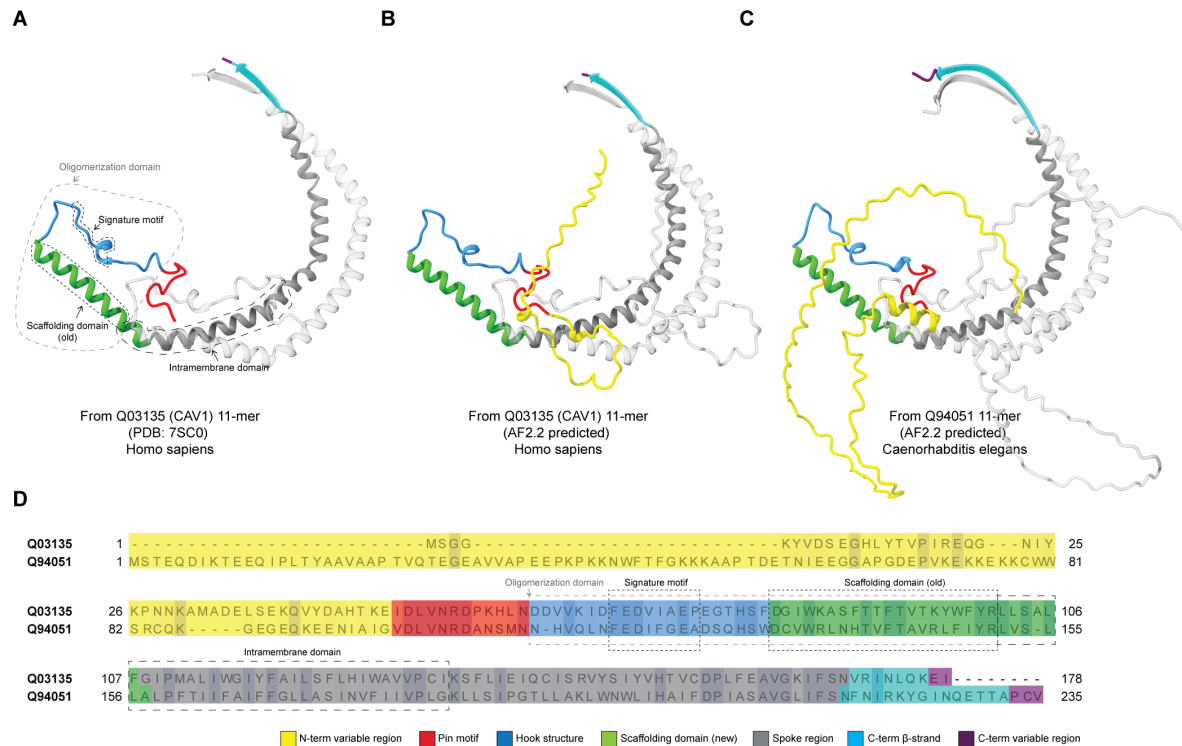 A
B
C
Oligomerization domain
Signature motif
Scaffolding domain
(old)
Intramembrane domain
From Q03135 (CAV1) 11-mer
(PDB: 7SC0)
Homo sapiens
From Q03135 (CAV1) 11-mer
(AF2.2 predicted)
Homo sapiens
From Q94051 11-mer
(AF2.2 predicted)
Caenorhabditis elegans
D
Q03135 1 --------------------------MSGG---------------------------KYVDSEGHLYTVPIREQG---NIY 25
Q94051 1 MSTEQDIKTEEQIPLTYAAVAAPTVQTEGEAVVAPEEPKPKKNWFTFGKKKAAPTDETNIEEGGAPGDEPVKEKKEKKCWW 81
Oligomerization domain Signature motif Scaffolding domain (old)
Q03135 26 KPNNKAMADELSEKQVYDAHTKEIDLVNRDPKHLNDDVVKIDFEDVIAEPEGTHSFDGIWKASFTTFTVTKYWFYRLLSAL 106
Q94051 82 SRCQK-----GEGEQKEENIAIGVDLVNRDANSMNN-HVQLNFEDIFGEADSQHSWDCVWRLNHTVFTAVRLFIYRLVS-L 155
Intramembrane domain
Q03135 107 FGIPMALIWGIYFAILSFLHIWAVVPCIKSFLIEIQCISRVYSIYVHTVCDPLFEAVGKIFSNVRINLQKEI-------- 178
Q94051 156 LALPFTIIFAIFFGLLASINVFIIVPLGKLLSIPGTLLAKLWNWLIHAIFDPIASAVGLIFSNFNIRKYGINQETTAPCV 235
N-term variable region Pin motif Hook structure Scaffolding domain (new) Spoke region C-term β-strand C-term variable region